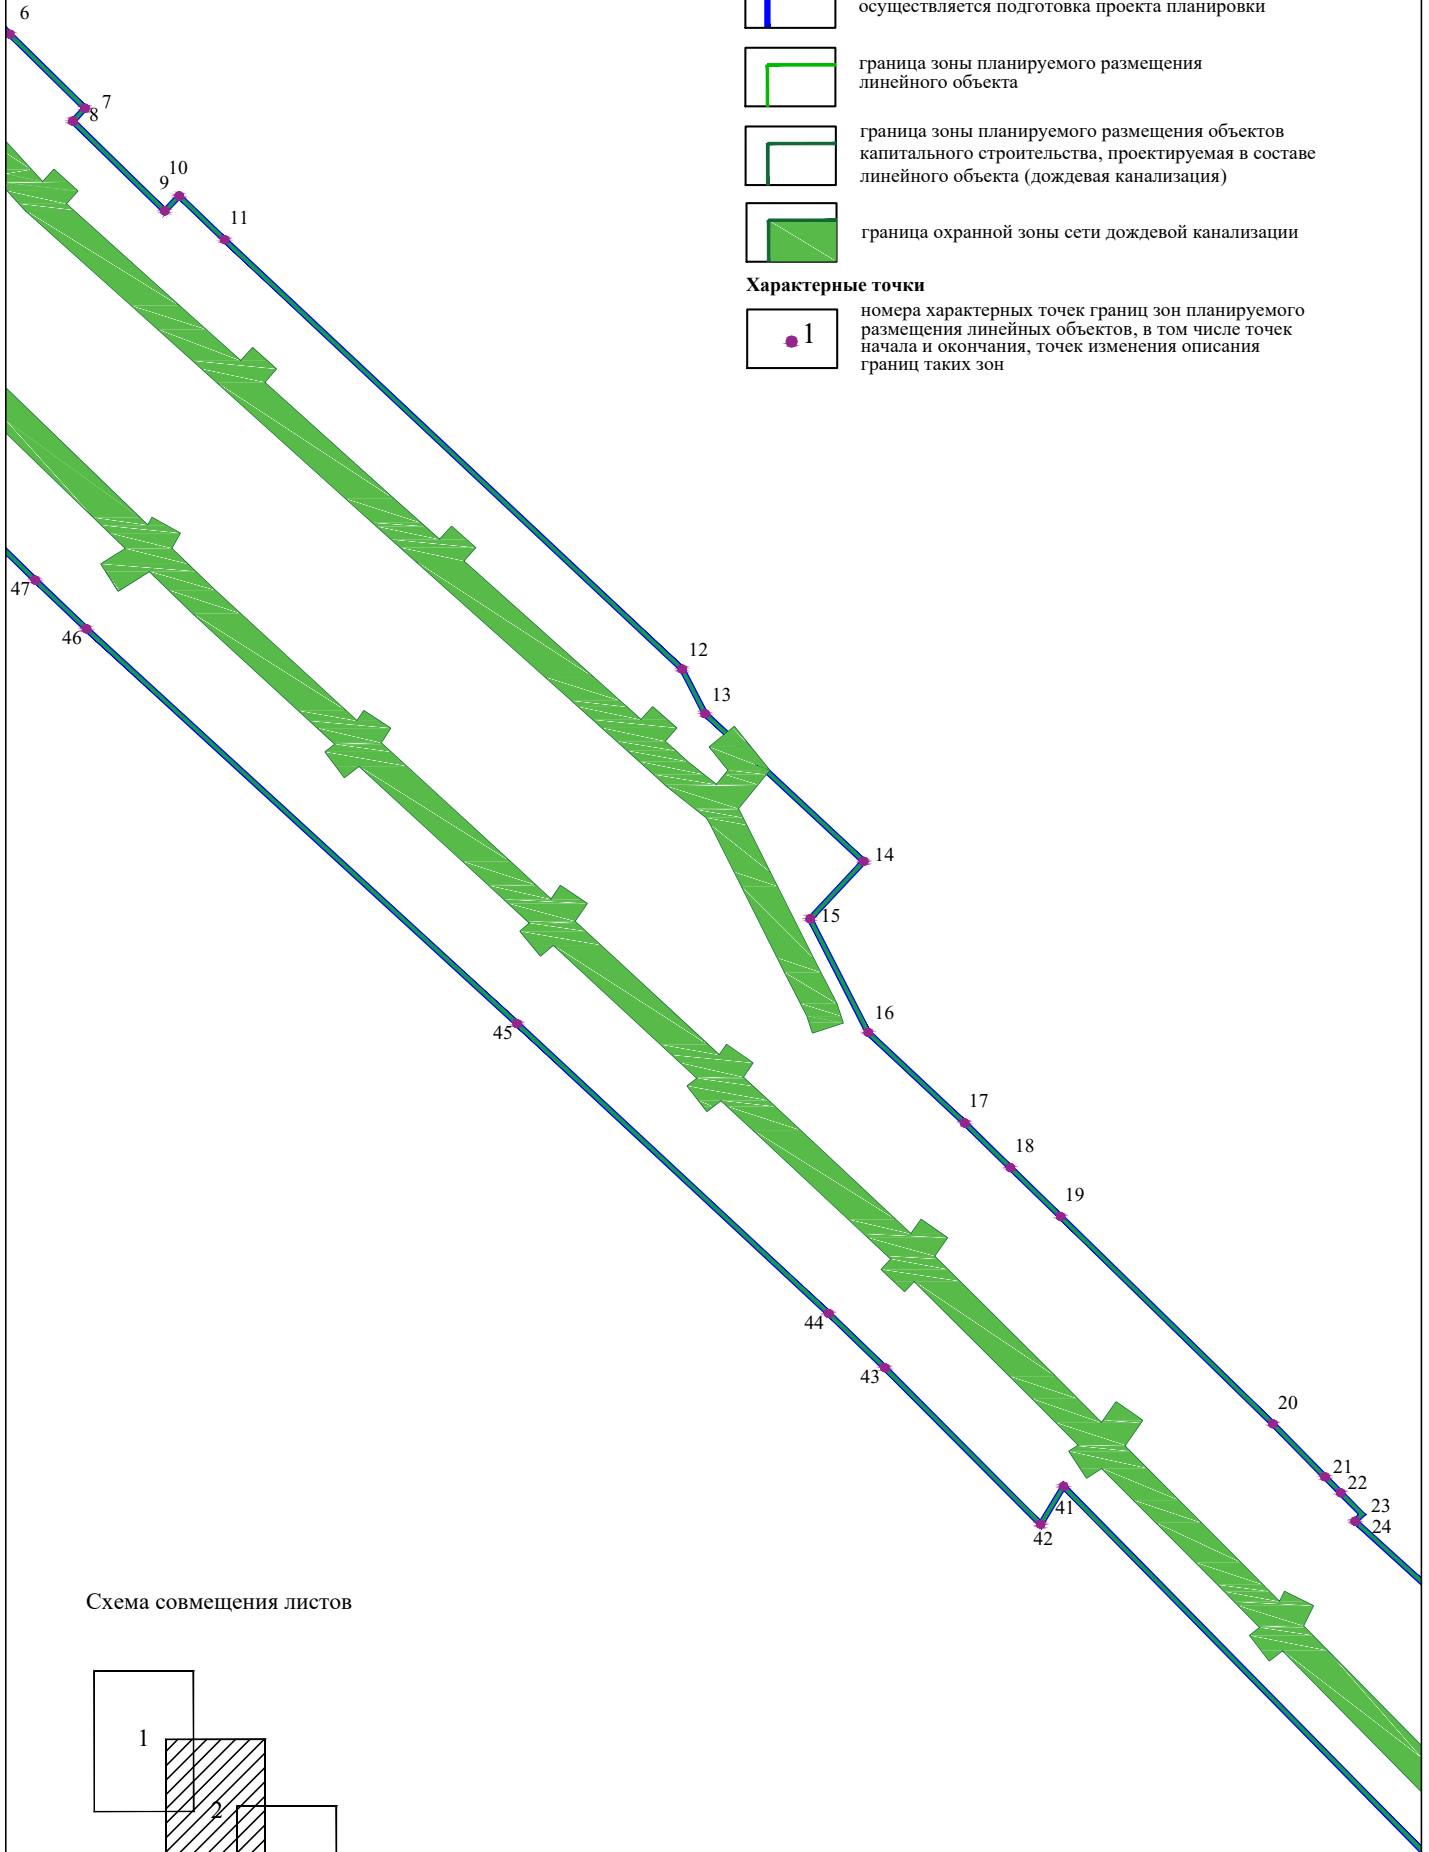 осуществляется подготовка проекта планировки
граница зоны планируемого размещения
линейного объекта
граница зоны планируемого размещения объектов
капитального строительства, проектируемая в составе
линейного объекта (дождевая канализация)
граница охранной зоны сети дождевой канализации
Характерные точки
1
номера характерных точек границ зон планируемого
размещения линейных объектов, в том числе точек
начала и окончания, точек изменения описания
границ таких зон
6
7
8
9
10
11
12
13
14
15
16
17
18
19
20
21
22
23
24
47
46
45
44
43
42
41
Схема совмещения листов
1
2